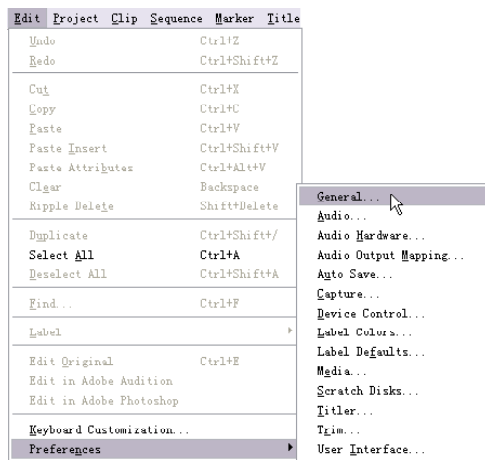 Edit Project Clip Sequence Marker Title
Undo Ctrl+Z
Redo Ctrl+Shift+Z
Cut Ctrl+X
Copy Ctrl+C
Paste Ctrl+V
Paste Insert Ctrl+Shift+V
Paste Attributes Ctrl+Alt+V
Clear Backspace
Ripple Delete Shift+Delete
Duplicate Ctrl+Shift+/
Select All Ctrl+A
Deselect All Ctrl+Shift+A
Find... Ctrl+F
Label
Edit Original Ctrl+E
Edit in Adobe Audition
Edit in Adobe Photoshop
Keyboard Customization...
Preferences
General...
Audio...
Audio Hardware...
Audio Output Mapping...
Auto Save...
Capture...
Device Control...
Label Colors...
Label Defaults...
Media...
Scratch Disks...
Titler...
Trim...
User Interface...